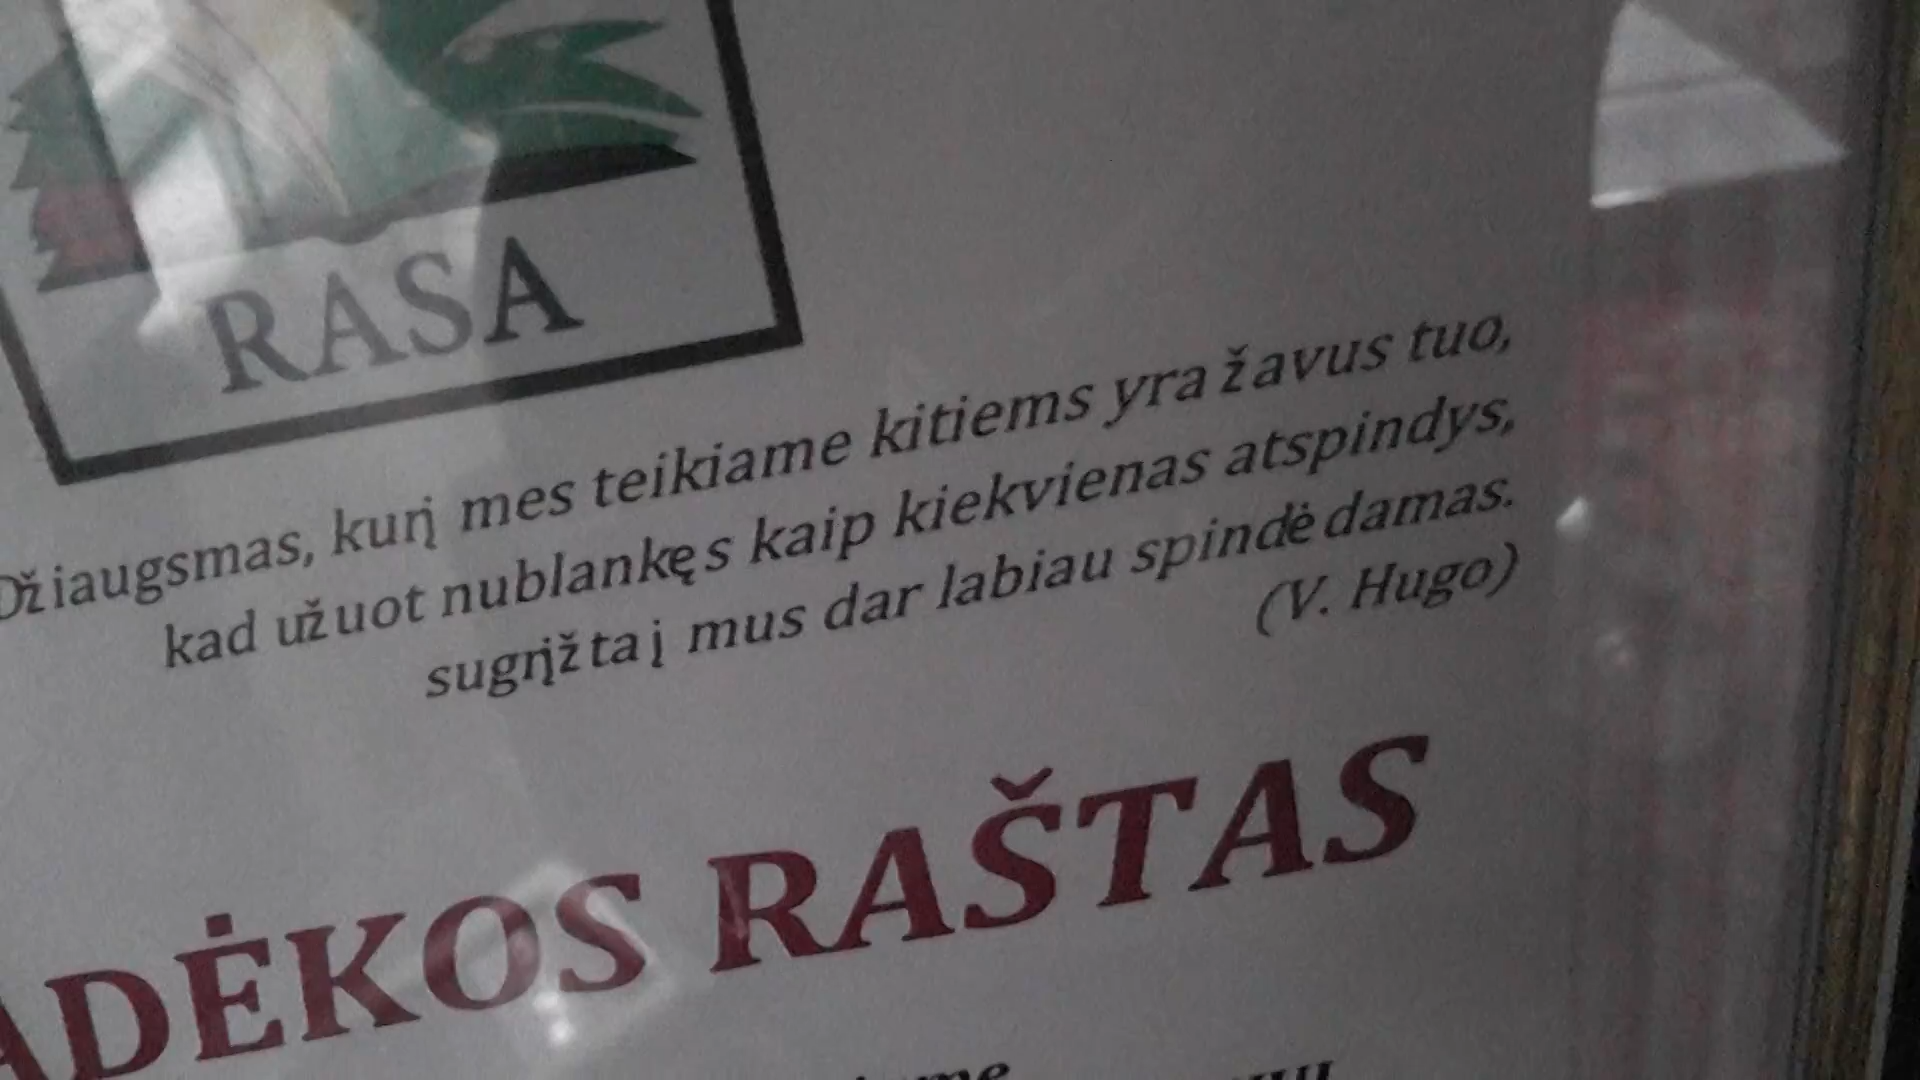 RASA
Džiaugsmas, kurį mes teikiame kitiems yra žavus tuo,
kad užuot nublankęs kaip kiekvienas atspindys,
sugrįžta į mus dar labiau spindėdamas.
(V. Hugo)
ADĖKOS RAŠTAS